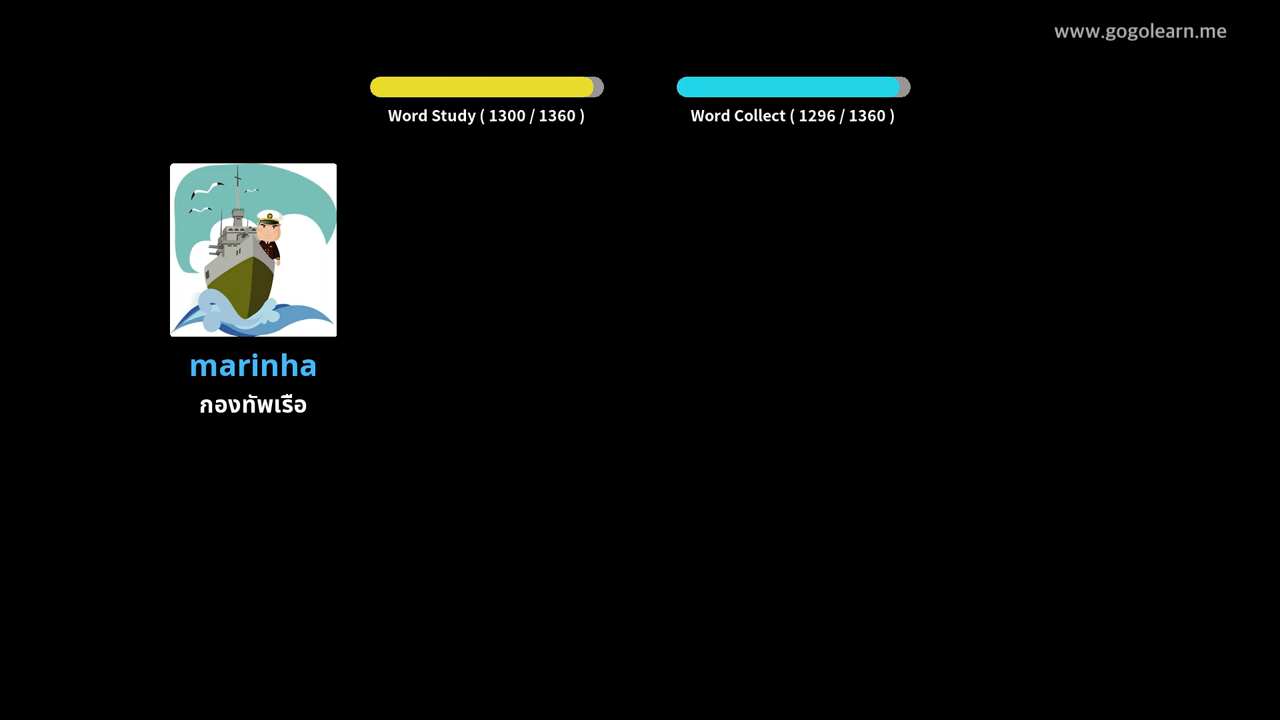 www.gogolearn.me
Word Study ( 1300 / 1360 )
Word Collect ( 1296 / 1360 )
marinha
กองทัพเรือ